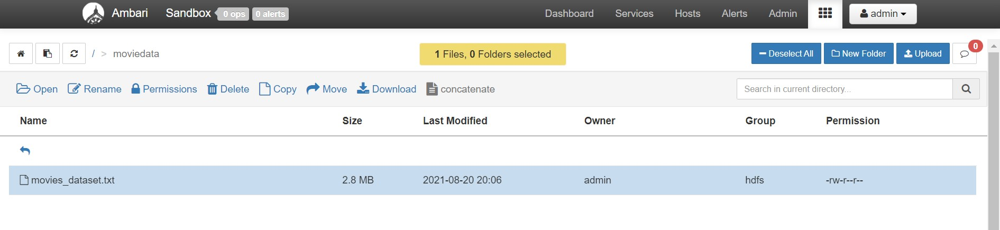 Ambari Sandbox 0 ops 0 alerts Dashboard Services Hosts Alerts Admin admin
/ > moviedata 1 Files, 0 Folders selected Deselect All New Folder Upload 0
Open Rename Permissions Delete Copy Move Download concatenate Search in current directory...
Name Size Last Modified Owner Group Permission
movies_dataset.txt 2.8 MB 2021-08-20 20:06 admin hdfs -rw-r--r--